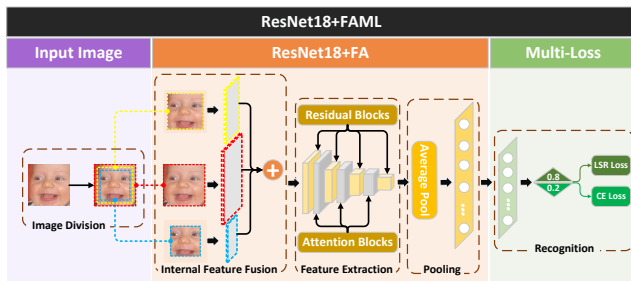 ResNet18+FAML
Input Image
ResNet18+FA
Multi-Loss
Residual Blocks
Average Pool
0.8
0.2
LSR Loss
CE Loss
Attention Blocks
Image Division
Internal Feature Fusion
Feature Extraction
Pooling
Recognition